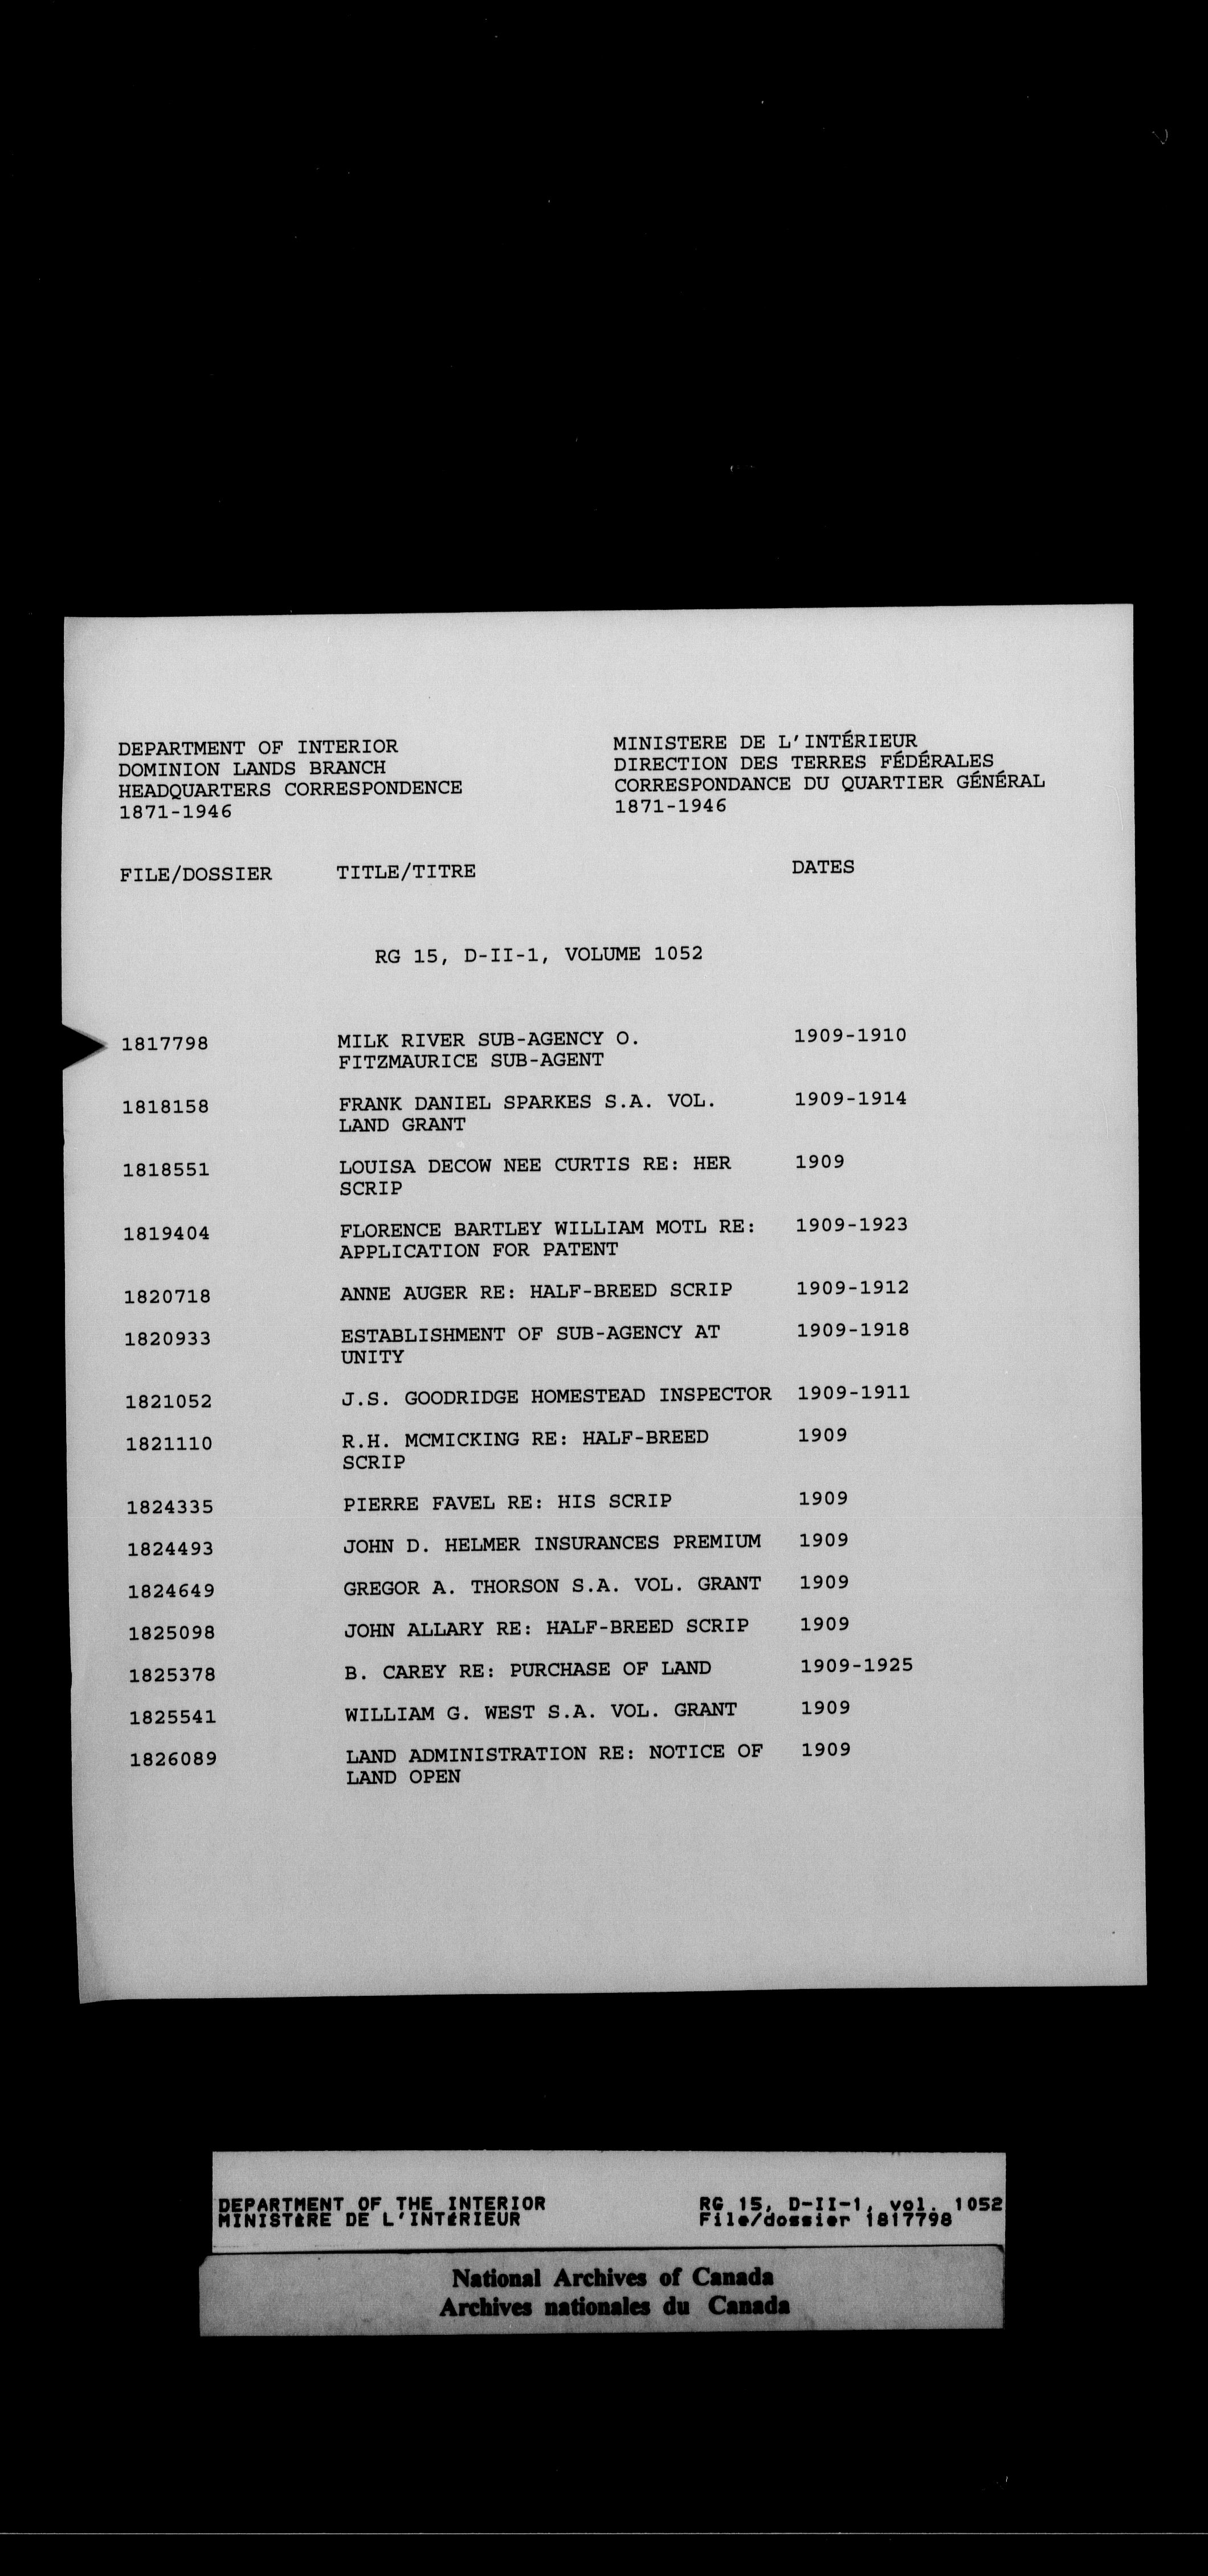 DEPARTMENT OF INTERIOR
DOMINION LANDS BRANCH
HEADQUARTERS CORRESPONDENCE
1871-1946
MINISTERE DE L'INTÉRIEUR
DIRECTION DES TERRES FÉDÉRALES
CORRESPONDANCE DU QUARTIER GÉNÉRAL
1871-1946
FILE/DOSSIER TITLE/TITRE DATES
RG 15, D-II-1, VOLUME 1052
1817798 MILK RIVER SUB-AGENCY O. 1909-1910
FITZMAURICE SUB-AGENT
1818158 FRANK DANIEL SPARKES S.A. VOL. 1909-1914
LAND GRANT
1818551 LOUISA DECOW NEE CURTIS RE: HER 1909
SCRIP
1819404 FLORENCE BARTLEY WILLIAM MOTL RE: 1909-1923
APPLICATION FOR PATENT
1820718 ANNE AUGER RE: HALF-BREED SCRIP 1909-1912
1820933 ESTABLISHMENT OF SUB-AGENCY AT 1909-1918
UNITY
1821052 J.S. GOODRIDGE HOMESTEAD INSPECTOR 1909-1911
1821110 R.H. MCMICKING RE: HALF-BREED 1909
SCRIP
1824335 PIERRE FAVEL RE: HIS SCRIP 1909
1824493 JOHN D. HELMER INSURANCES PREMIUM 1909
1824649 GREGOR A. THORSON S.A. VOL. GRANT 1909
1825098 JOHN ALLARY RE: HALF-BREED SCRIP 1909
1825378 B. CAREY RE: PURCHASE OF LAND 1909-1925
1825541 WILLIAM G. WEST S.A. VOL. GRANT 1909
1826089 LAND ADMINISTRATION RE: NOTICE OF 1909
LAND OPEN
DEPARTMENT OF THE INTERIOR RG 15, D-II-1, vol. 1052
MINISTÈRE DE L'INTÉRIEUR File/dossier 1817798
National Archives of Canada
Archives nationales du Canada